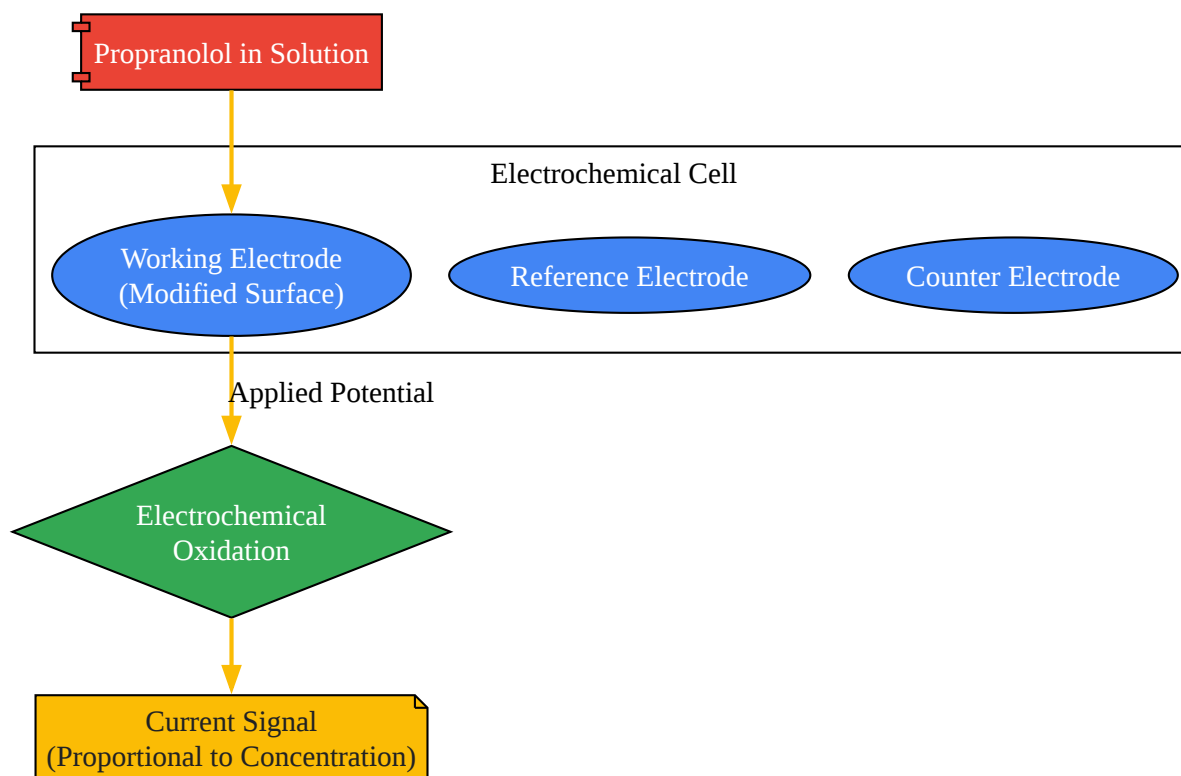 Propranolol in Solution
Electrochemical Cell
Working Electrode
(Modified Surface)
Reference Electrode
Counter Electrode
Applied Potential
Electrochemical
Oxidation
Current Signal
(Proportional to Concentration)